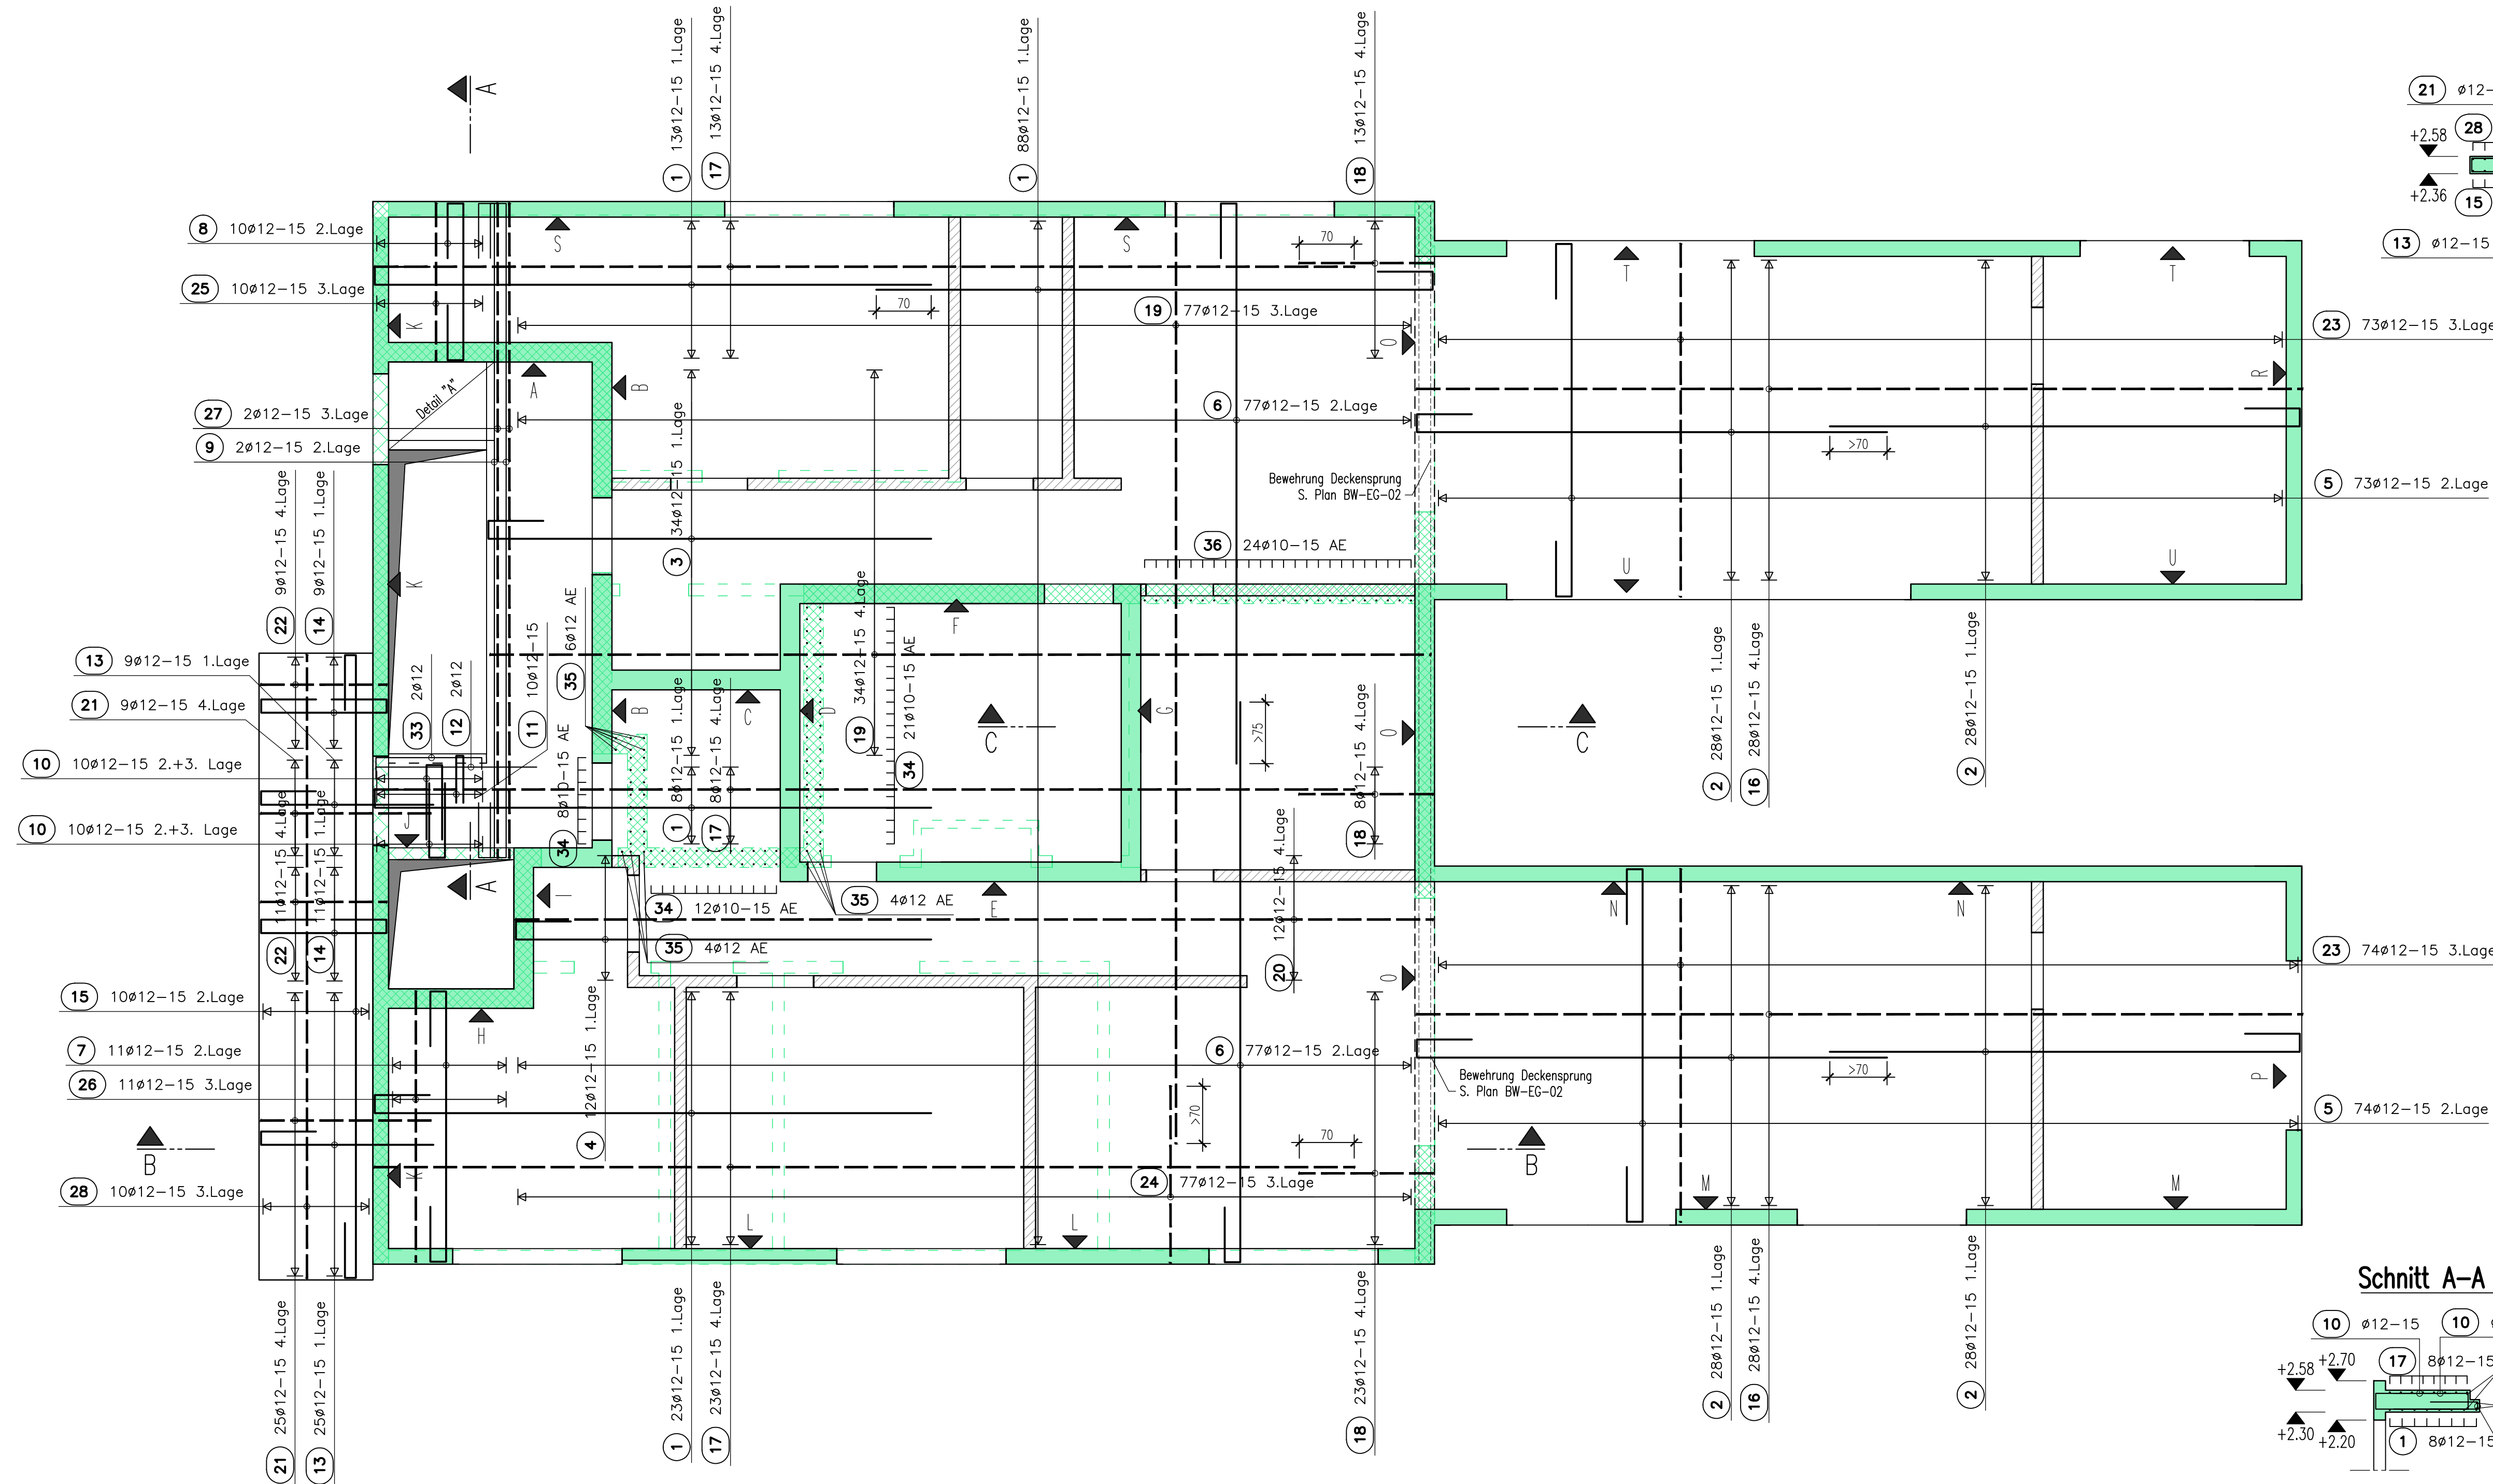 A
1 13ø12-15 1.Lage
17 13ø12-15 4.Lage
1 88ø12-15 1.Lage
18 13ø12-15 4.Lage
21 ø12-
+2.58 28
+2.36 15
13 ø12-15
8 10ø12-15 2.Lage
S
S
70
T
T
25 10ø12-15 3.Lage
K
70
19 77ø12-15 3.Lage
O
23 73ø12-15 3.Lage
Detail "A"
A
B
R
27 2ø12-15 3.Lage
6 77ø12-15 2.Lage
9 2ø12-15 2.Lage
>70
3 34ø12-15 1.Lage
Bewehrung Deckensprung
S. Plan BW-EG-02
5 73ø12-15 2.Lage
22 9ø12-15 4.Lage
14 9ø12-15 1.Lage
K
36 24ø10-15 AE
U
U
35 6ø12 AE
F
13 9ø12-15 1.Lage
21 9ø12-15 4.Lage
33 2ø12
12 2ø12
11 10ø12-15
B
C
D
19 34ø12-15 4.Lage
34 21ø10-15 AE
C
G
>75
O
C
2 28ø12-15 1.Lage
16 28ø12-15 4.Lage
2 28ø12-15 1.Lage
10 10ø12-15 2.+3. Lage
34 8ø10-15 AE
1 8ø12-15 1.Lage
17 8ø12-15 4.Lage
18 8ø12-15 4.Lage
10 10ø12-15 2.+3. Lage
J
22 11ø12-15 4.Lage
14 11ø12-15 1.Lage
A
I
34 12ø10-15 AE
35 4ø12 AE
E
20 12ø12-15 4.Lage
N
N
35 4ø12 AE
O
23 74ø12-15 3.Lage
15 10ø12-15 2.Lage
H
7 11ø12-15 2.Lage
6 77ø12-15 2.Lage
>70
26 11ø12-15 3.Lage
4 12ø12-15 1.Lage
Bewehrung Deckensprung
S. Plan BW-EG-02
P
5 74ø12-15 2.Lage
>70
70
B
B
K
28 10ø12-15 3.Lage
24 77ø12-15 3.Lage
M
M
L
L
21 25ø12-15 4.Lage
13 25ø12-15 1.Lage
1 23ø12-15 1.Lage
17 23ø12-15 4.Lage
18 23ø12-15 4.Lage
2 28ø12-15 1.Lage
16 28ø12-15 4.Lage
2 28ø12-15 1.Lage
Schnitt A-A
10 ø12-15
10
+2.58 +2.70
17 8ø12-15
+2.30 +2.20
1 8ø12-15